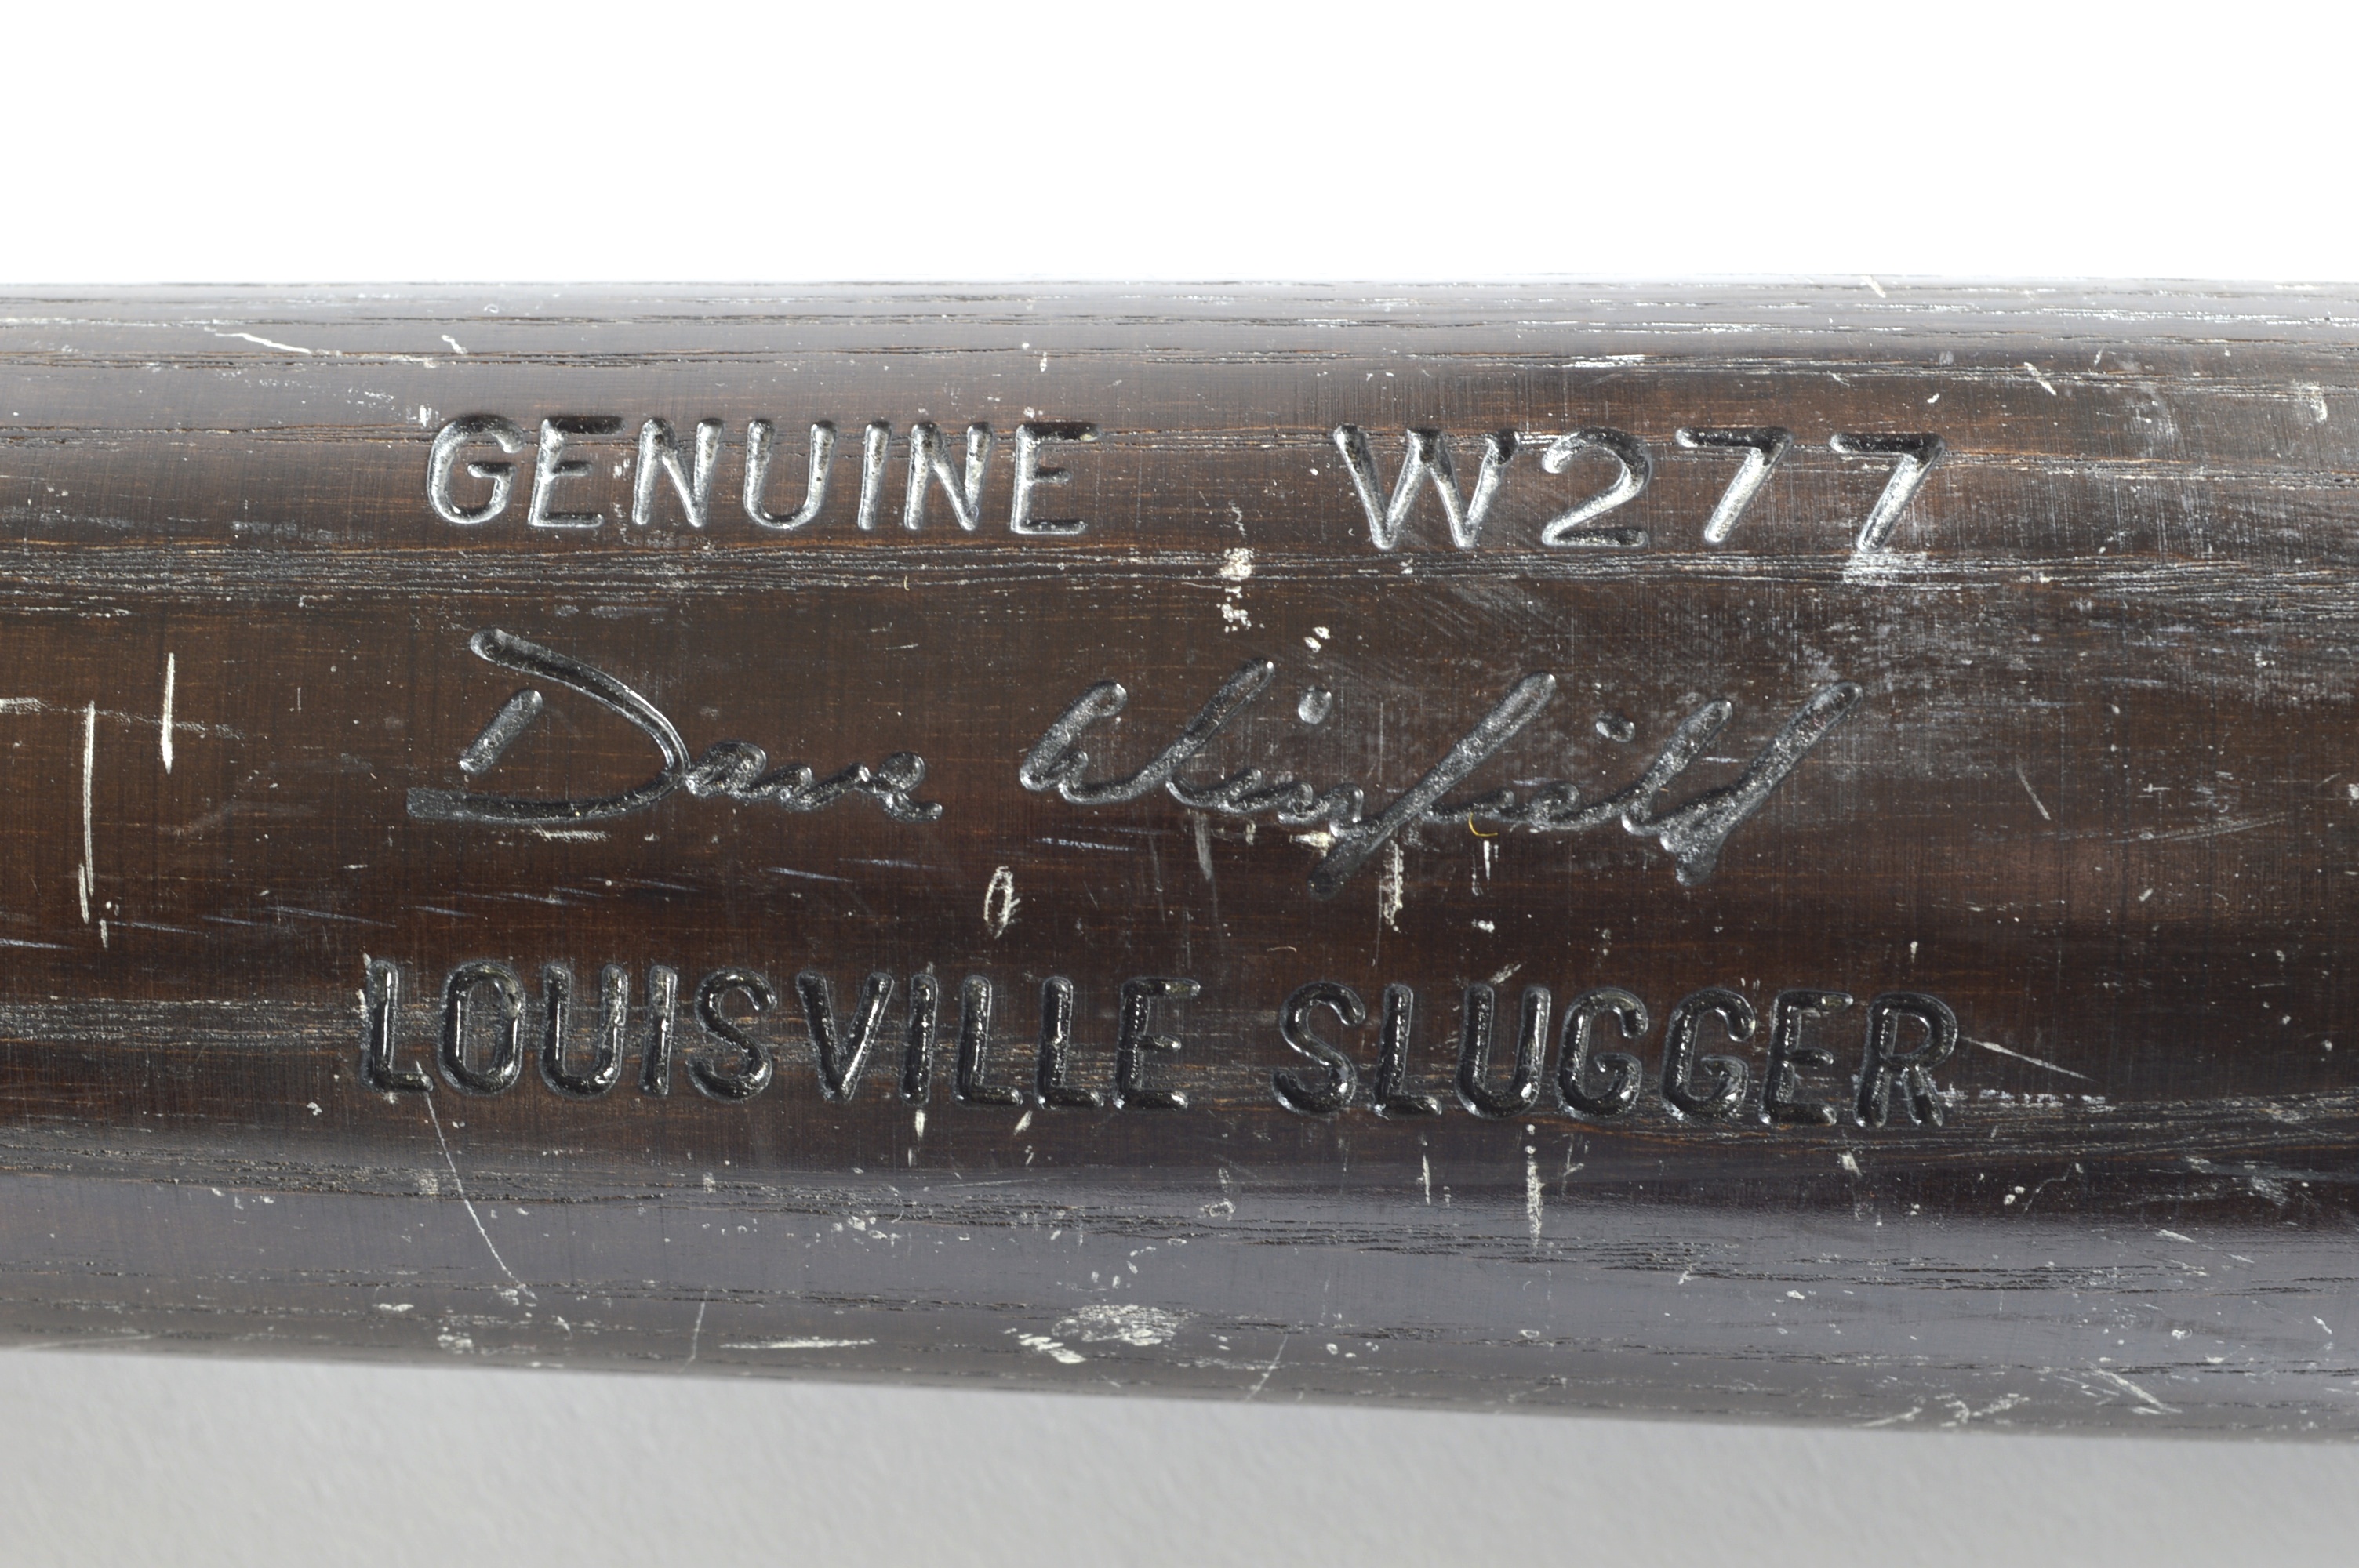 GENUINE W277
Dave Winfield
LOUISVILLE SLUGGER